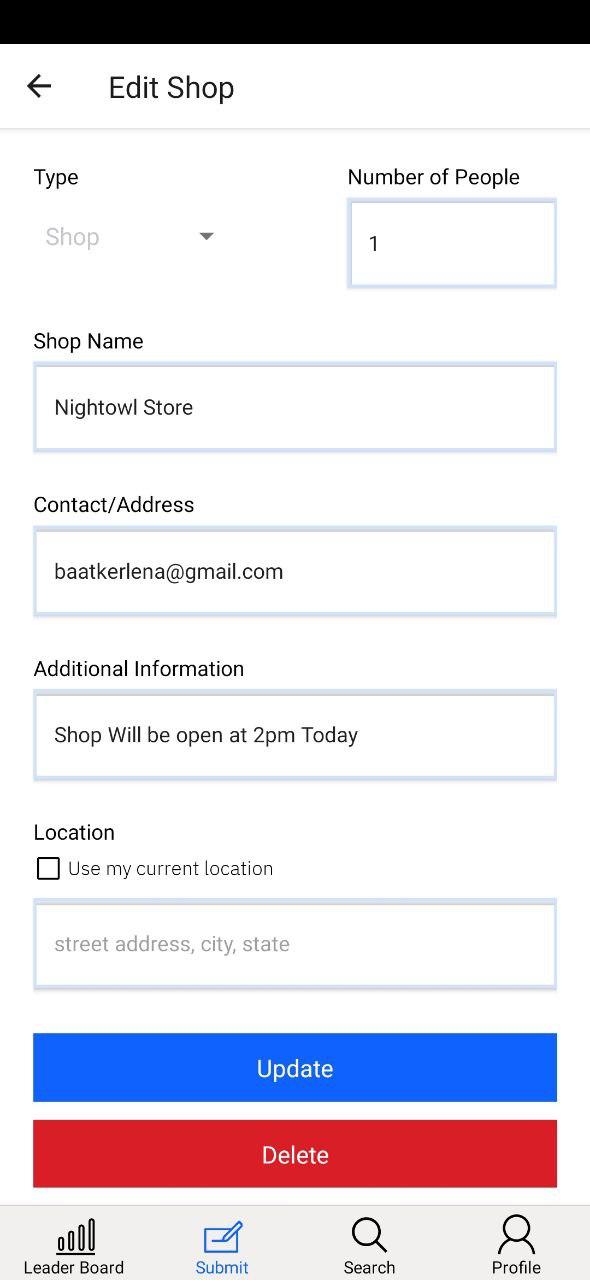 Edit Shop
Type
Number of People
Shop
1
Shop Name
Nightowl Store
Contact/Address
baatkerlena@gmail.com
Additional Information
Shop Will be open at 2pm Today
Location
Use my current location
street address, city, state
Update
Delete
Leader Board
Submit
Search
Profile